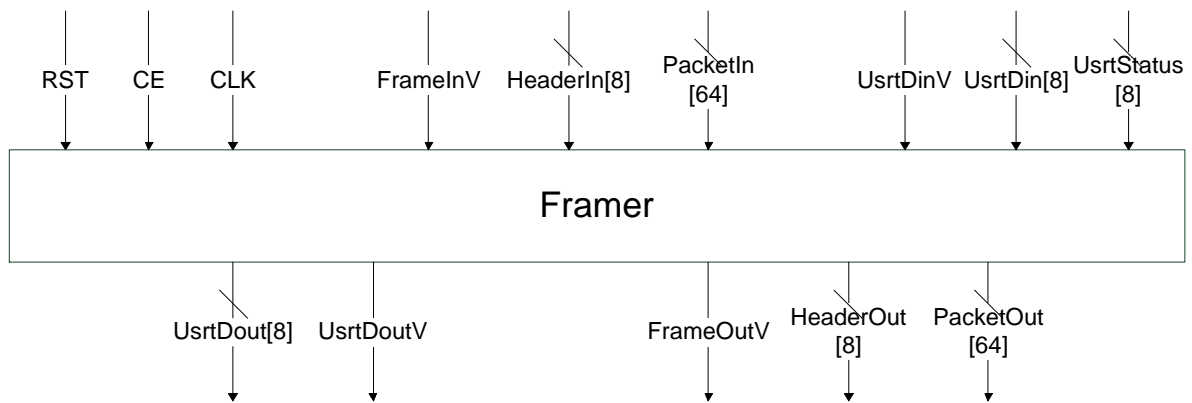 RST
CE
CLK
FrameInV
HeaderIn[8]
PacketIn
[64]
UsrtDinV
UsrtDin[8]
UsrtStatus
[8]
Framer
UsrtDout[8]
UsrtDoutV
FrameOutV
HeaderOut
[8]
PacketOut
[64]